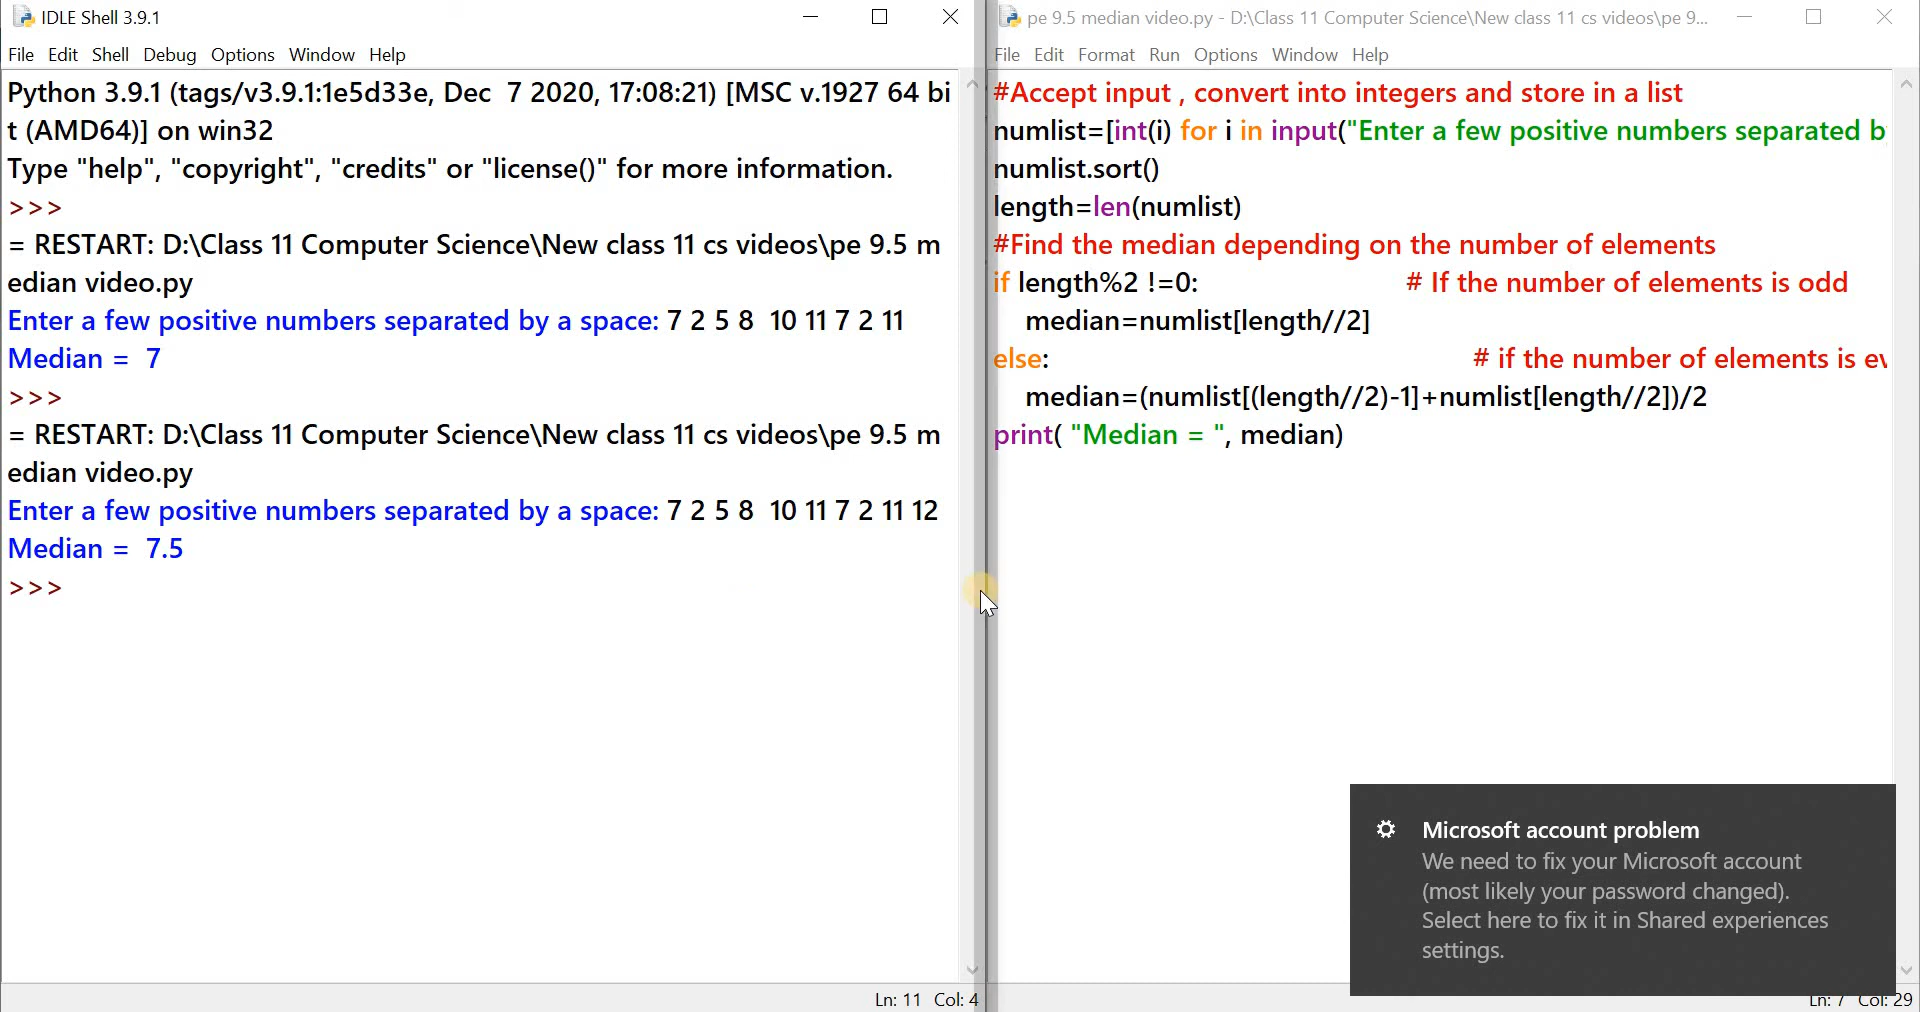 IDLE Shell 3.9.1
File Edit Shell Debug Options Window Help
Python 3.9.1 (tags/v3.9.1:1e5d33e, Dec  7 2020, 17:08:21) [MSC v.1927 64 bi
t (AMD64)] on win32
Type "help", "copyright", "credits" or "license()" for more information.
>>>
= RESTART: D:\Class 11 Computer Science\New class 11 cs videos\pe 9.5 m
edian video.py
Enter a few positive numbers separated by a space: 7 2 5 8  10 11 7 2 11
Median =  7
>>>
= RESTART: D:\Class 11 Computer Science\New class 11 cs videos\pe 9.5 m
edian video.py
Enter a few positive numbers separated by a space: 7 2 5 8  10 11 7 2 11 12
Median =  7.5
>>>
Ln: 11 Col: 4
pe 9.5 median video.py - D:\Class 11 Computer Science\New class 11 cs videos\pe 9...
File Edit Format Run Options Window Help
#Accept input , convert into integers and store in a list
numlist=[int(i) for i in input("Enter a few positive numbers separated b
numlist.sort()
length=len(numlist)
#Find the median depending on the number of elements
if length%2 !=0: # If the number of elements is odd
median=numlist[length//2]
else: # if the number of elements is ev
median=(numlist[(length//2)-1]+numlist[length//2])/2
print( "Median = ", median)
Microsoft account problem
We need to fix your Microsoft account
(most likely your password changed).
Select here to fix it in Shared experiences
settings.
Ln: 7 Col: 29